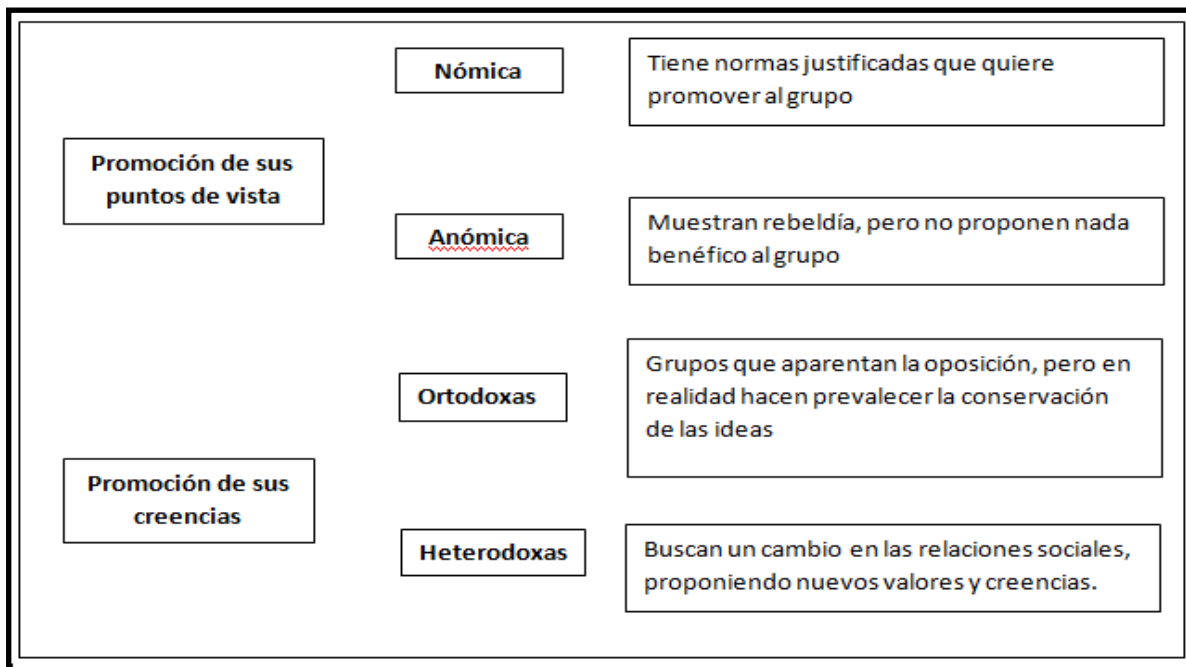 Nómica
Tiene normas justificadas que quiere
promover al grupo
Promoción de sus
puntos de vista
Anómica
Muestran rebeldía, pero no proponen nada
benéfico al grupo
Ortodoxas
Grupos que aparentan la oposición, pero en
realidad hacen prevalecer la conservación
de las ideas
Promoción de sus
creencias
Heterodoxas
Buscan un cambio en las relaciones sociales,
proponiendo nuevos valores y creencias.